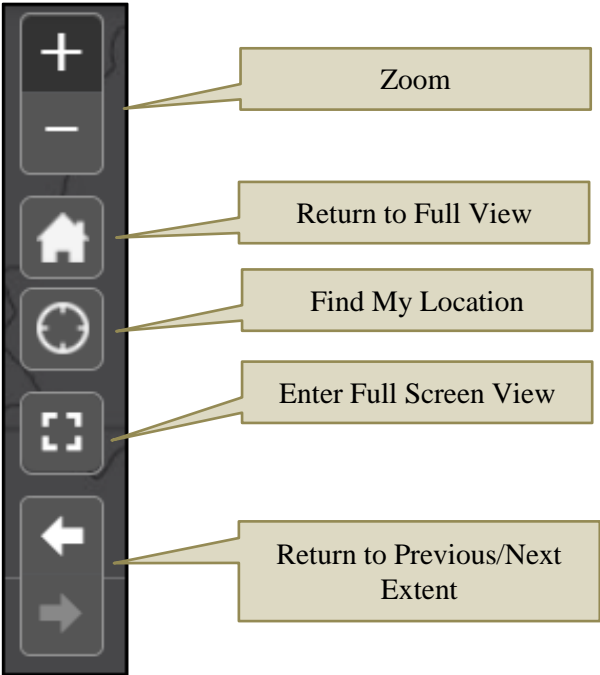 Zoom
Return to Full View
Find My Location
Enter Full Screen View
Return to Previous/Next
Extent